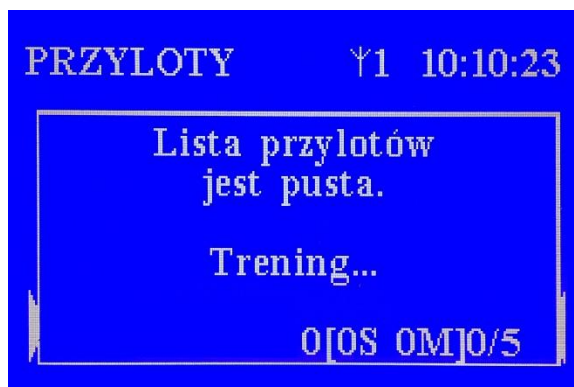 PRZYLOTY 1 10:10:23
Lista przylotów
jest pusta.
Trening...
0[0S 0M]0/5